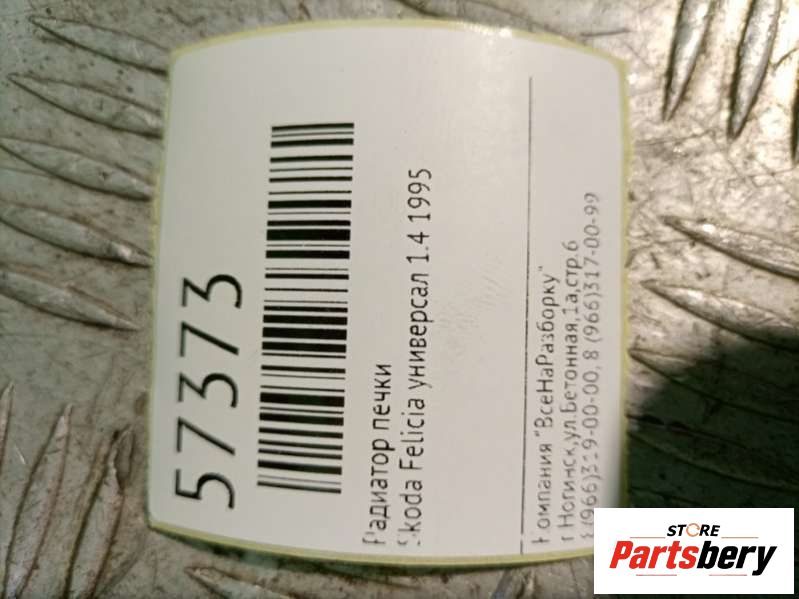 57373
Радиатор печки
Skoda Felicia универсал 1.4 1995
Компания "ВсеНаРазборку"
г.Ногинск,ул.Бетонная,1а,стр.6
8(966)319-00-00, 8 (966)317-00-99
STORE
Partsbery